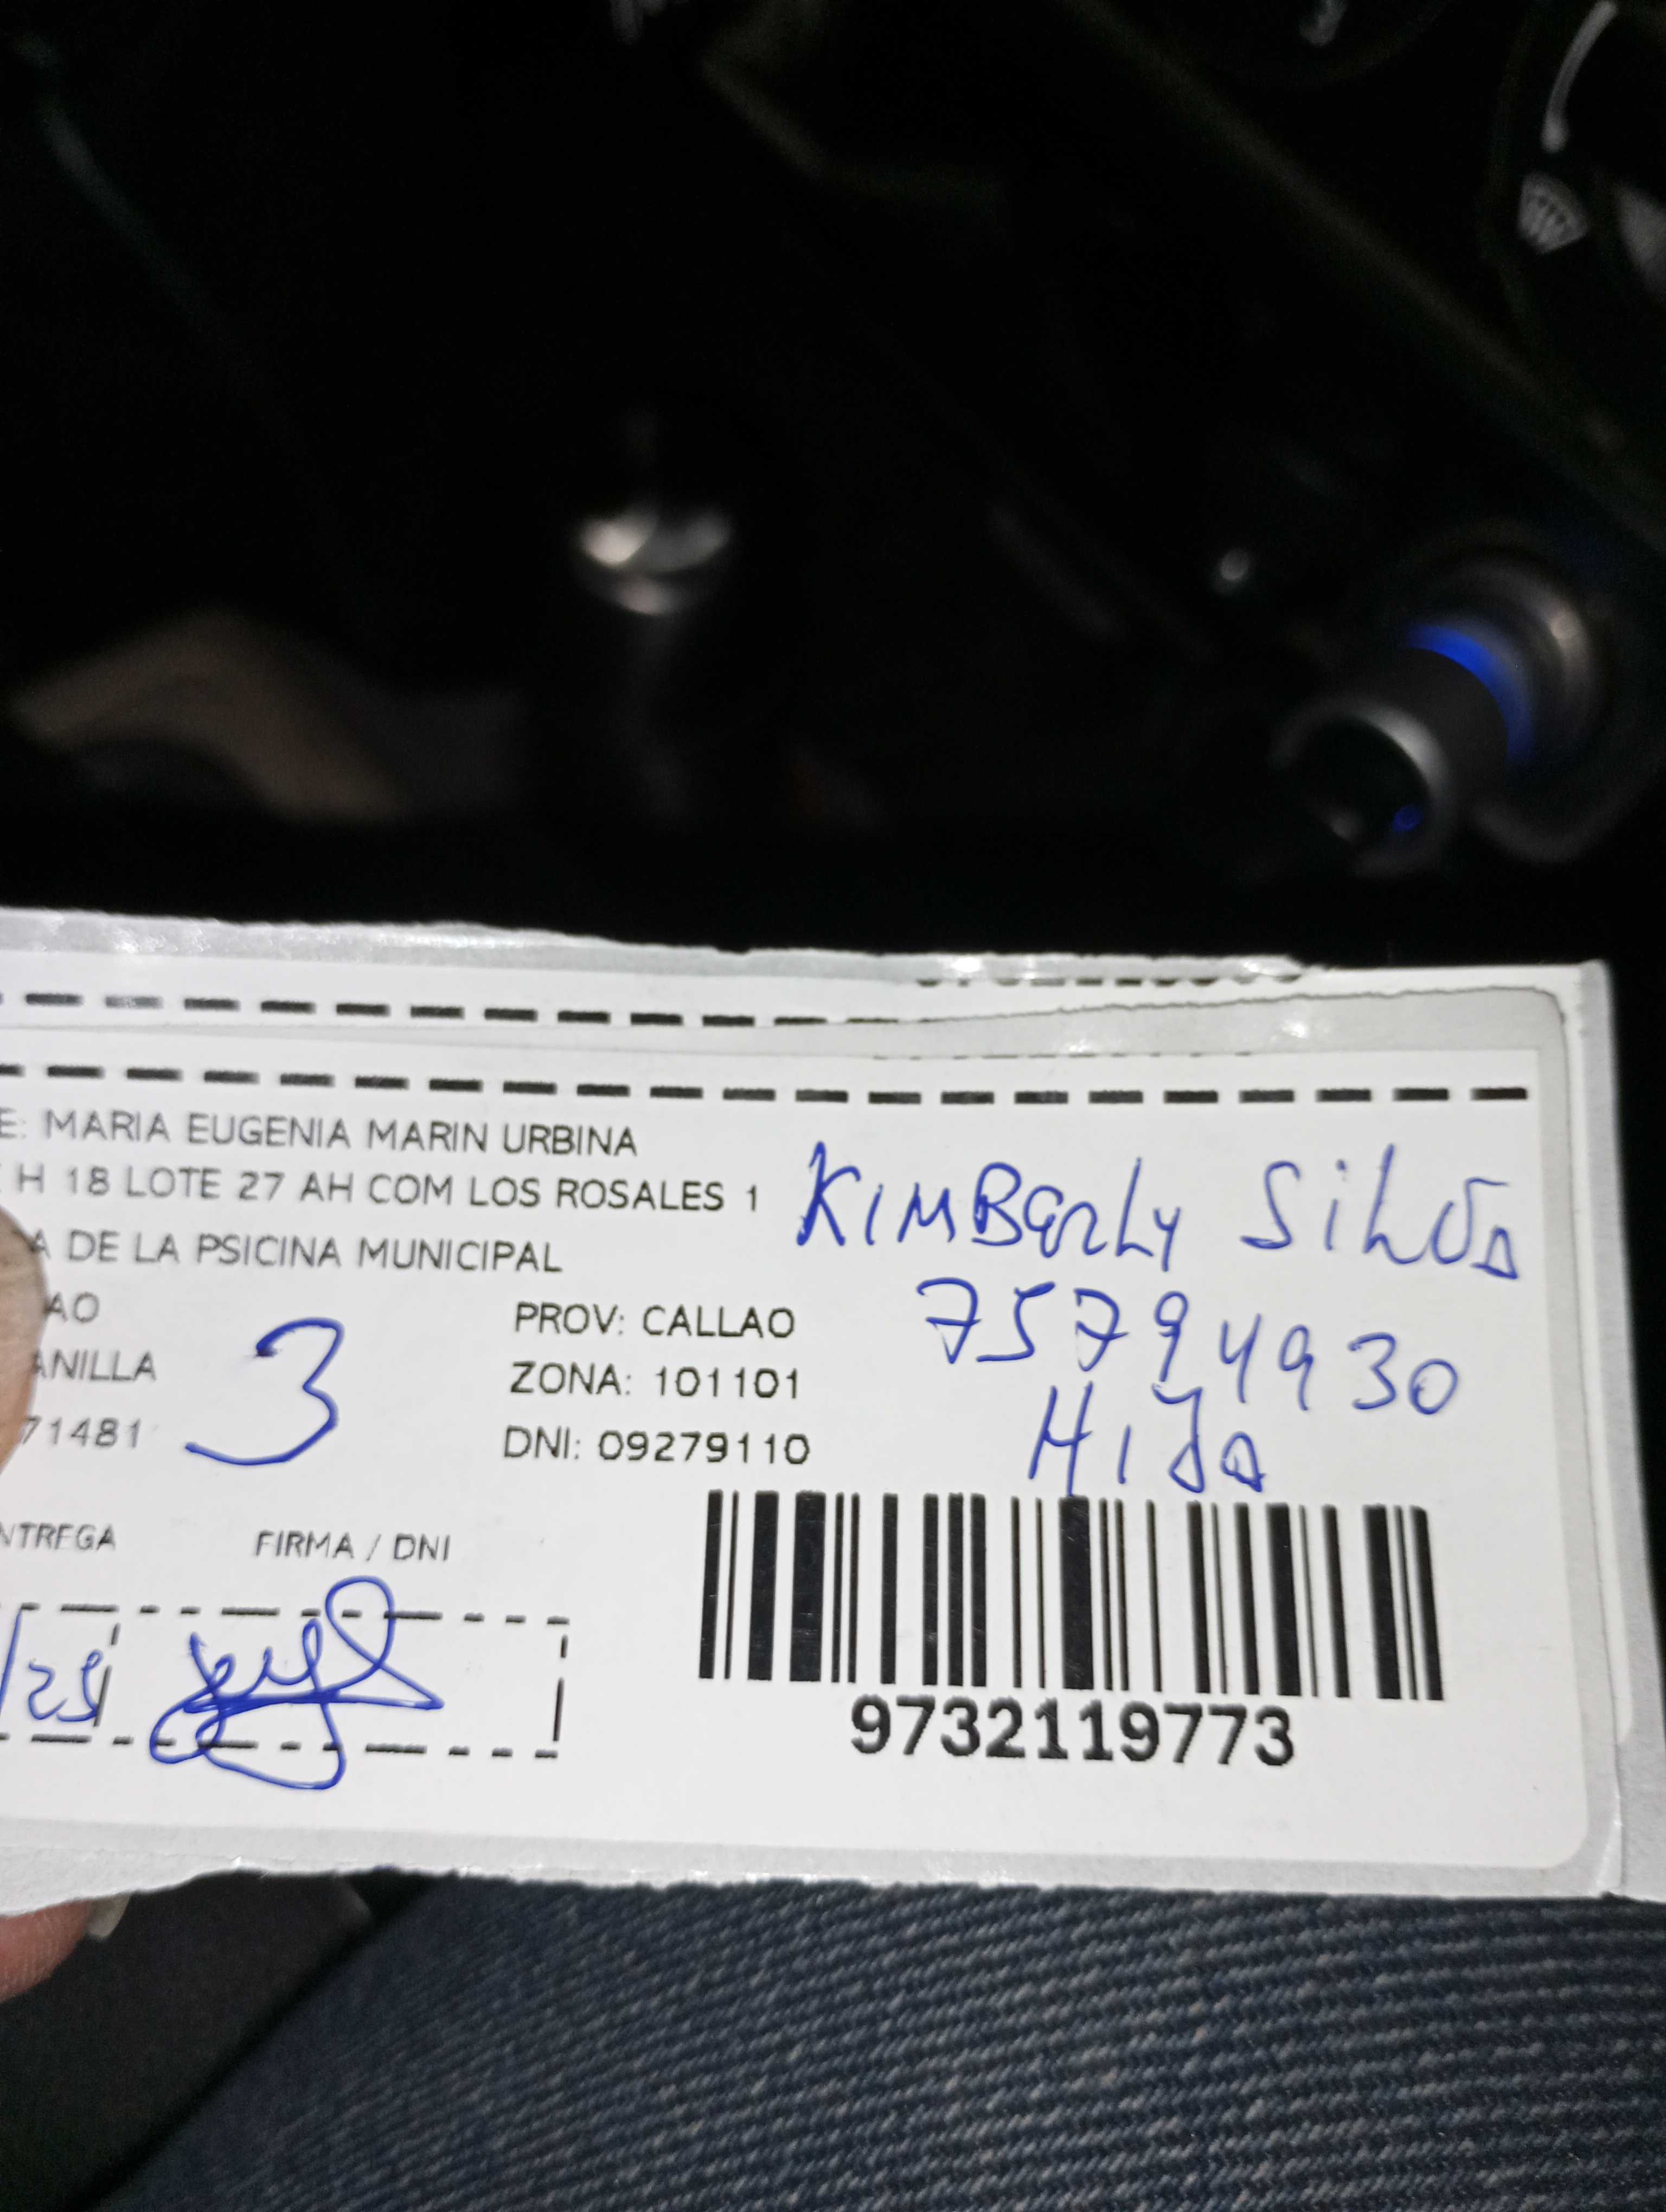 E: MARIA EUGENIA MARIN URBINA
H 18 LOTE 27 AH COM LOS ROSALES 1
A DE LA PSICINA MUNICIPAL
AO
PROV: CALLAO
ANILLA
ZONA: 101101
71481
DNI: 09279110
3
KIMBERLY SILVA
75794930
HIJA
NTREGA
FIRMA / DNI
9732119773